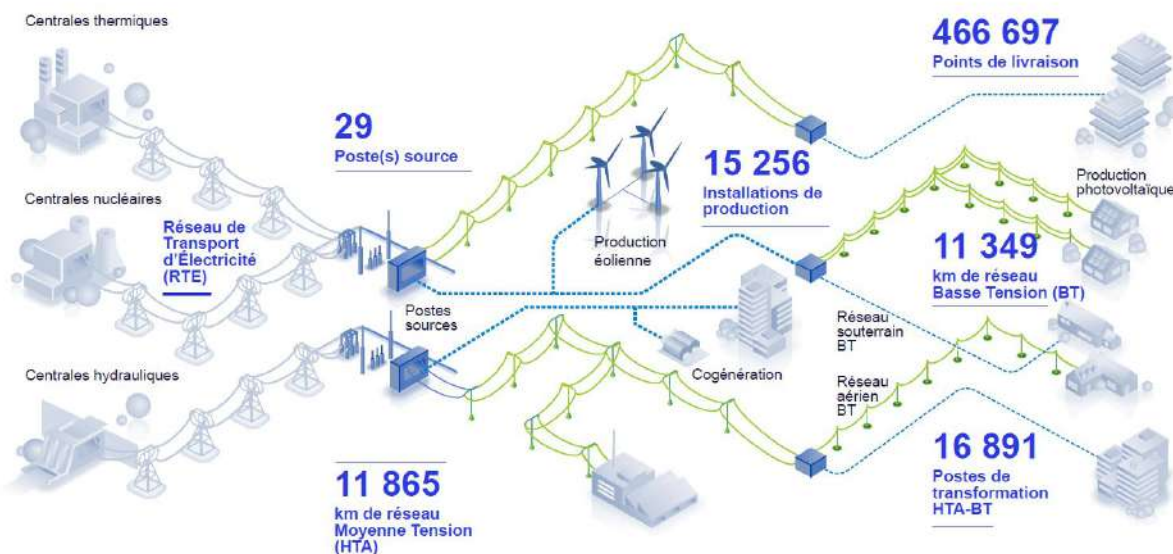 Centrales thermiques
466 697
Points de livraison
29
Poste(s) source
15 256
Installations de
production
Production
photovoltaïque
Centrales nucléaires
Réseau de
Transport
d'Électricité
(RTE)
Production
éolienne
11 349
km de réseau
Basse Tension (BT)
Postes
sources
Réseau
souterrain
BT
Centrales hydrauliques
Cogénération
Réseau
aérien
BT
11 865
km de réseau
Moyenne Tension
(HTA)
16 891
Postes de
transformation
HTA-BT